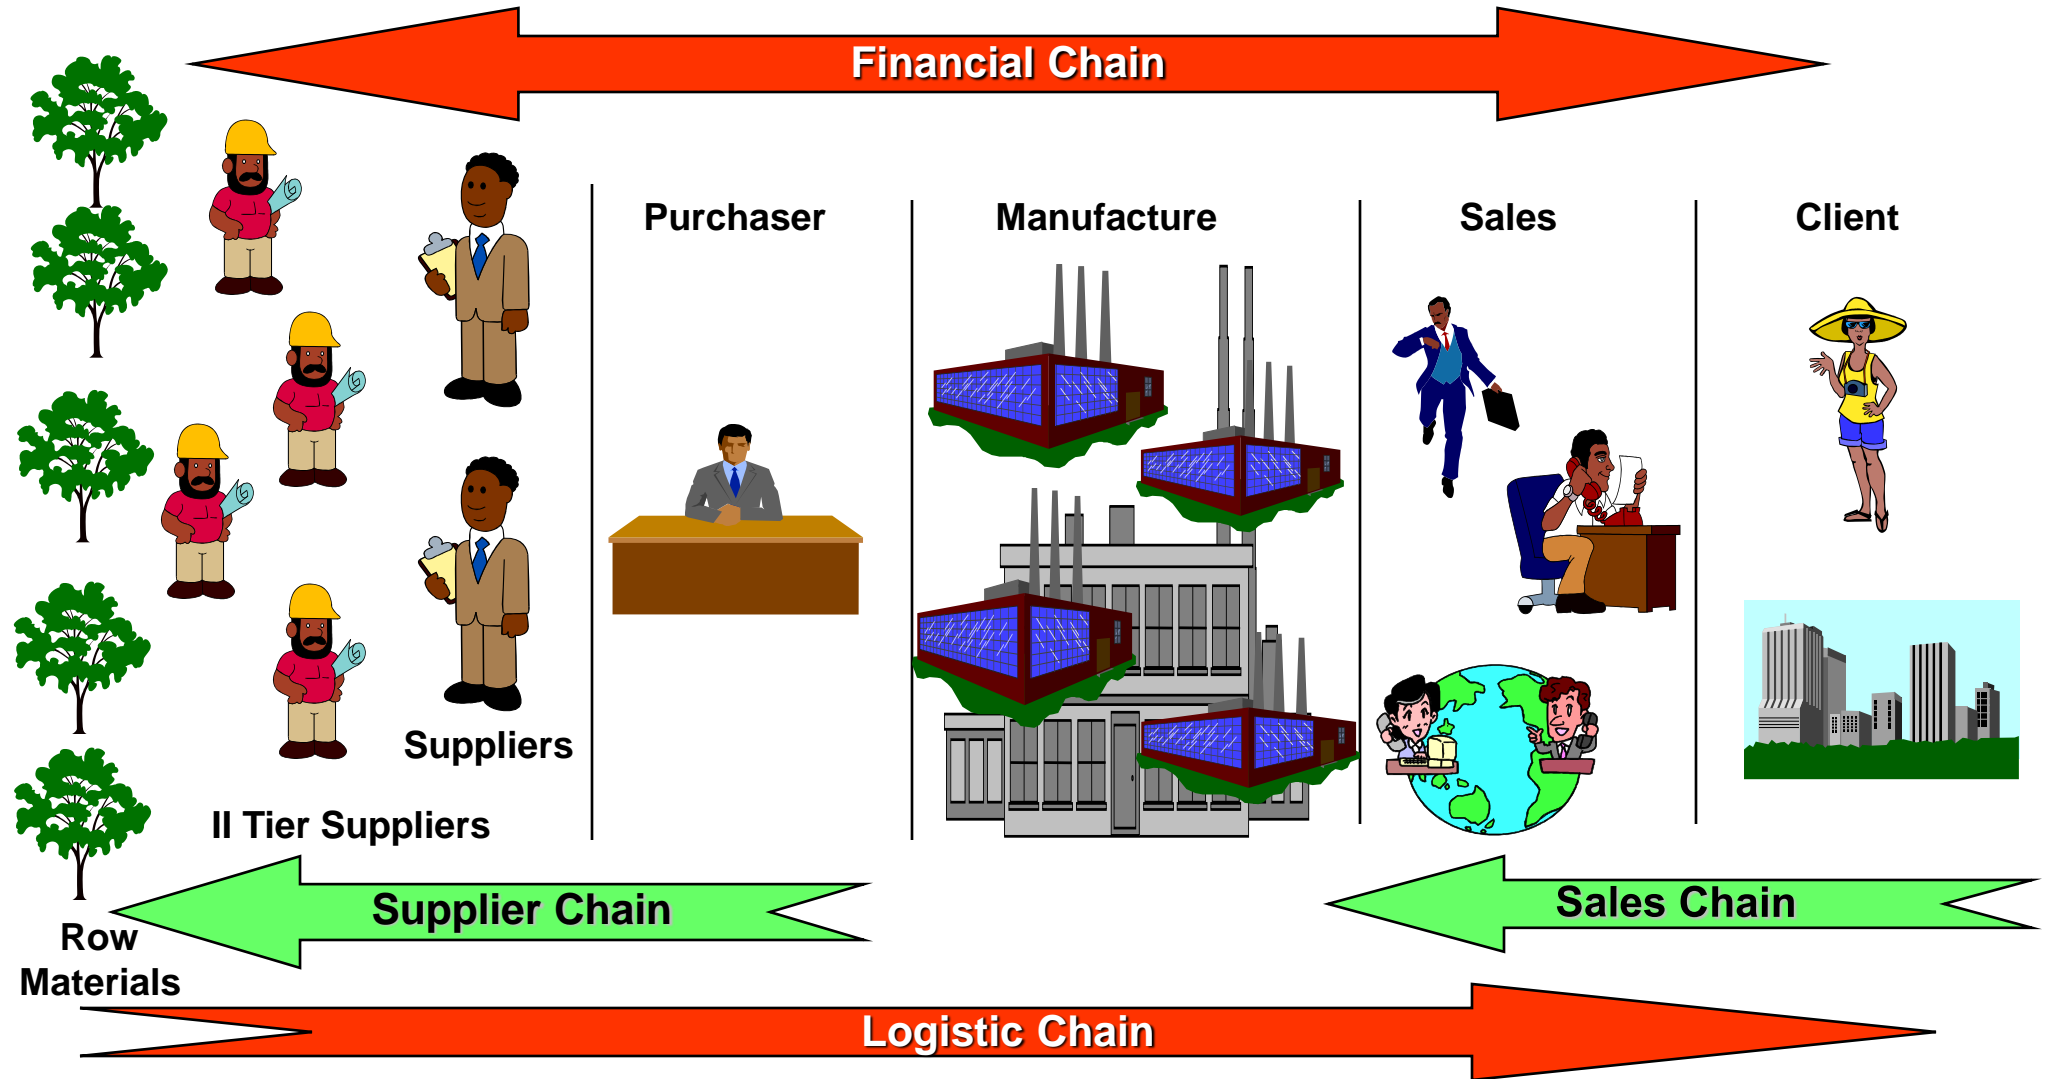 Financial Chain
Purchaser
Manufacture
Sales
Client
Suppliers
II Tier Suppliers
Supplier Chain
Sales Chain
Row
Materials
Logistic Chain